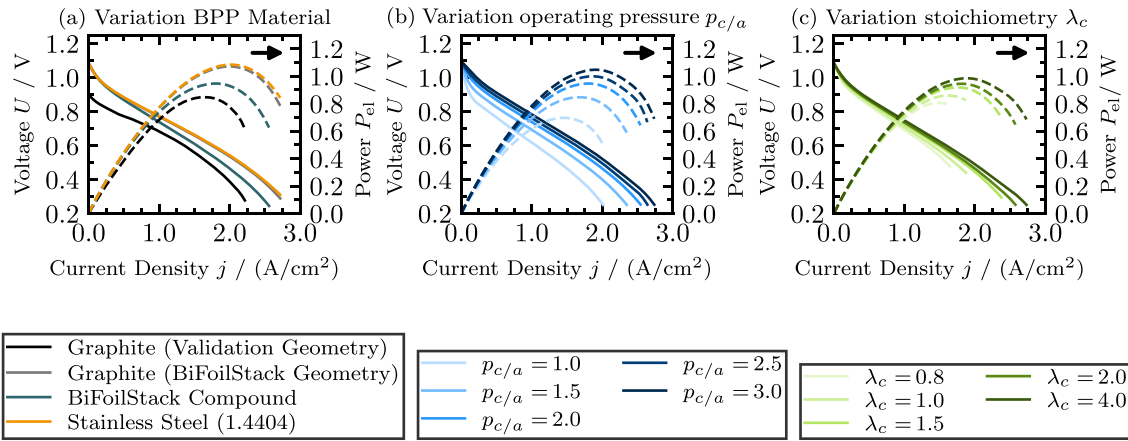 (a) Variation BPP Material
(b) Variation operating pressure p_{c/a}
(c) Variation stoichiometry λ_c
Voltage U / V
1.2
1.0
0.8
0.6
0.4
0.2
0.0 1.0 2.0 3.0
1.2
1.0
0.8
0.6
0.4
0.2
0.0
Power P_{el} / W
Current Density j / (A/cm²)
Voltage U / V
1.2
1.0
0.8
0.6
0.4
0.2
0.0 1.0 2.0 3.0
1.2
1.0
0.8
0.6
0.4
0.2
0.0
Power P_{el} / W
Current Density j / (A/cm²)
Voltage U / V
1.2
1.0
0.8
0.6
0.4
0.2
0.0 1.0 2.0 3.0
1.2
1.0
0.8
0.6
0.4
0.2
0.0
Power P_{el} / W
Current Density j / (A/cm²)
Graphite (Validation Geometry)
Graphite (BiFoilStack Geometry)
BiFoilStack Compound
Stainless Steel (1.4404)
p_{c/a} = 1.0
p_{c/a} = 1.5
p_{c/a} = 2.0
p_{c/a} = 2.5
p_{c/a} = 3.0
λ_c = 0.8
λ_c = 1.0
λ_c = 1.5
λ_c = 2.0
λ_c = 4.0